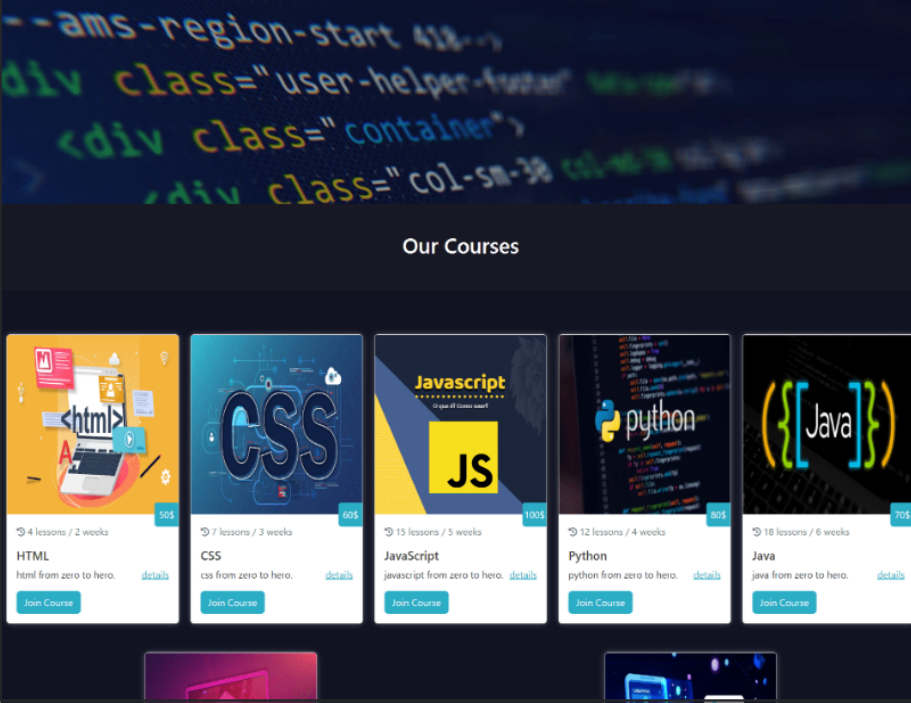 --ams-region-start 418-->
div class="user-helper-footer"
<div class="container">
<div class="col-sm-30
Our Courses
<html>
CSS
Javascript
JS
python
{[Java]}
50$
60$
100$
80$
70$
4 lessons / 2 weeks
7 lessons / 3 weeks
15 lessons / 5 weeks
12 lessons / 4 weeks
18 lessons / 6 weeks
HTML
CSS
JavaScript
Python
Java
html from zero to hero. details
css from zero to hero. details
javascript from zero to hero. details
python from zero to hero. details
java from zero to hero. details
Join Course
Join Course
Join Course
Join Course
Join Course